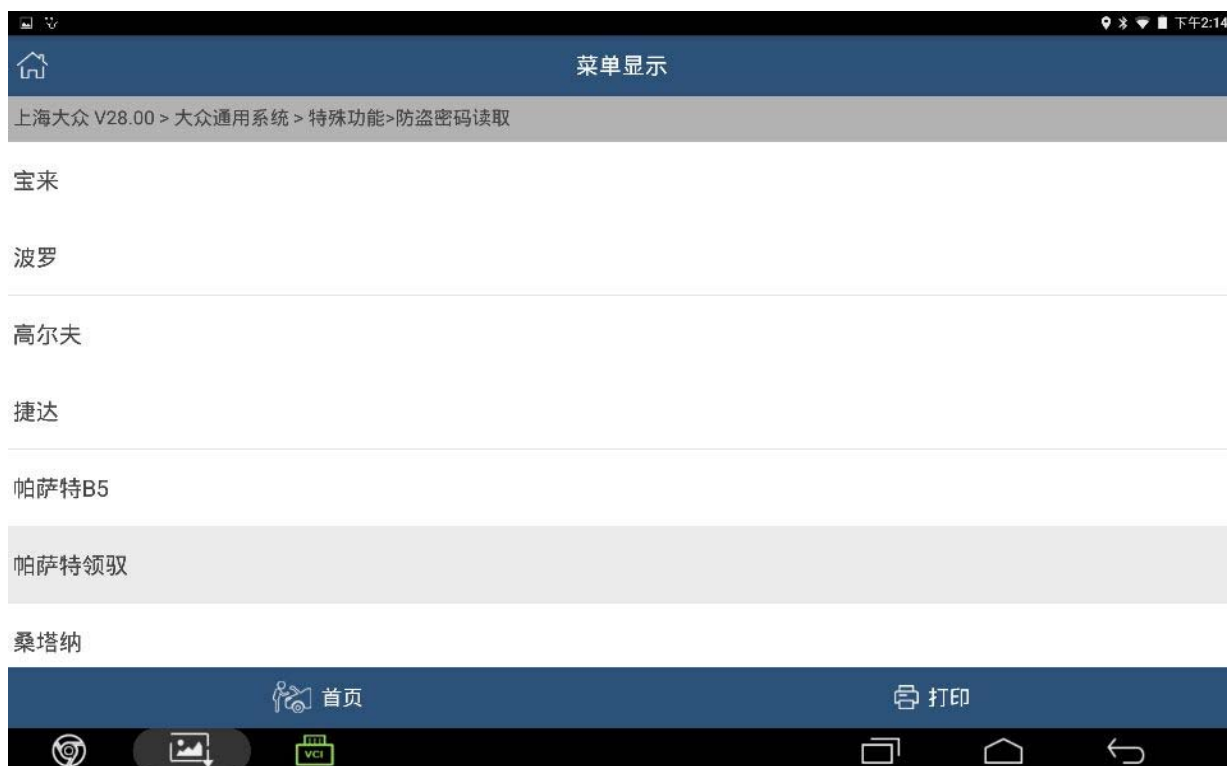 下午2:14
菜单显示
上海大众 V28.00 > 大众通用系统 > 特殊功能>防盗密码读取
宝来
波罗
高尔夫
捷达
帕萨特B5
帕萨特领驭
桑塔纳
首页 打印
VCI